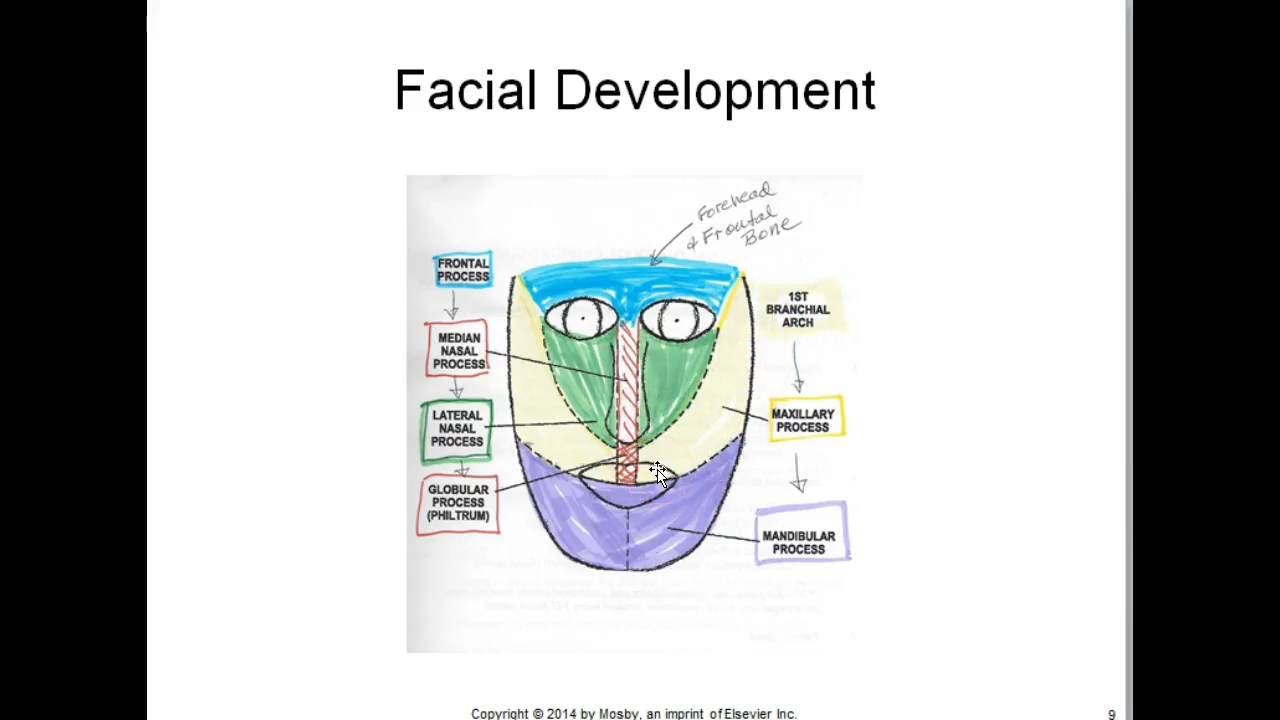 Facial Development
Forehead
& Frontal
Bone
FRONTAL
PROCESS
MEDIAN
NASAL
PROCESS
LATERAL
NASAL
PROCESS
GLOBULAR
PROCESS
(PHILTRUM)
1ST
BRANCHIAL
ARCH
MAXILLARY
PROCESS
MANDIBULAR
PROCESS
Copyright © 2014 by Mosby, an imprint of Elsevier Inc.
9